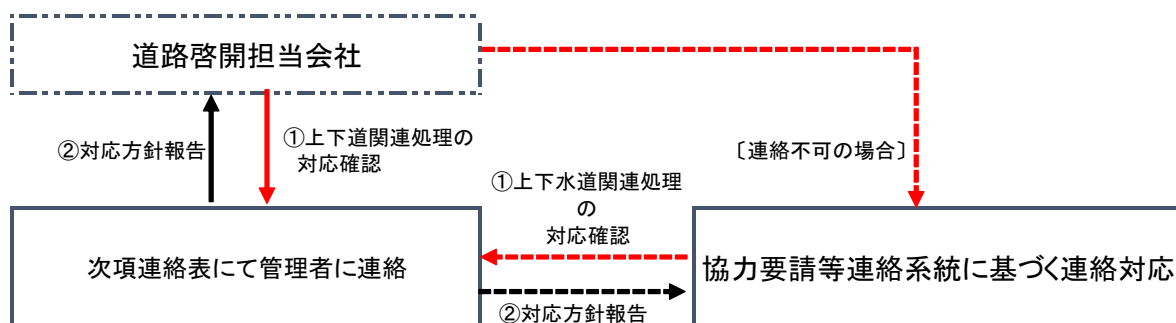 道路啓開担当会社
②対応方針報告
①上下道関連処理の
対応確認
〔連絡不可の場合〕
①上下水道関連処理
の
対応確認
次項連絡表にて管理者に連絡
協力要請等連絡系統に基づく連絡対応
②対応方針報告